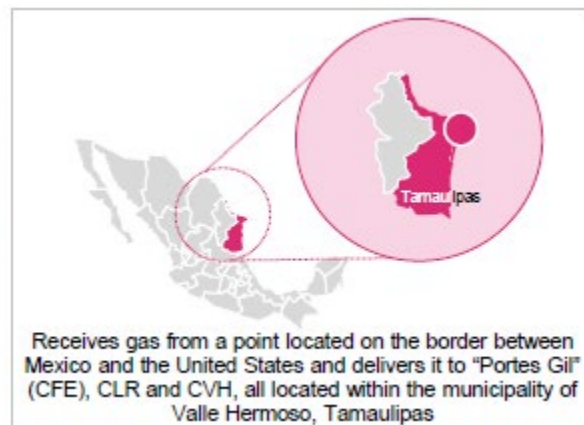 Tamaulipas
Receives gas from a point located on the border between
Mexico and the United States and delivers it to “Portes Gil”
(CFE), CLR and CVH, all located within the municipality of
Valle Hermoso, Tamaulipas